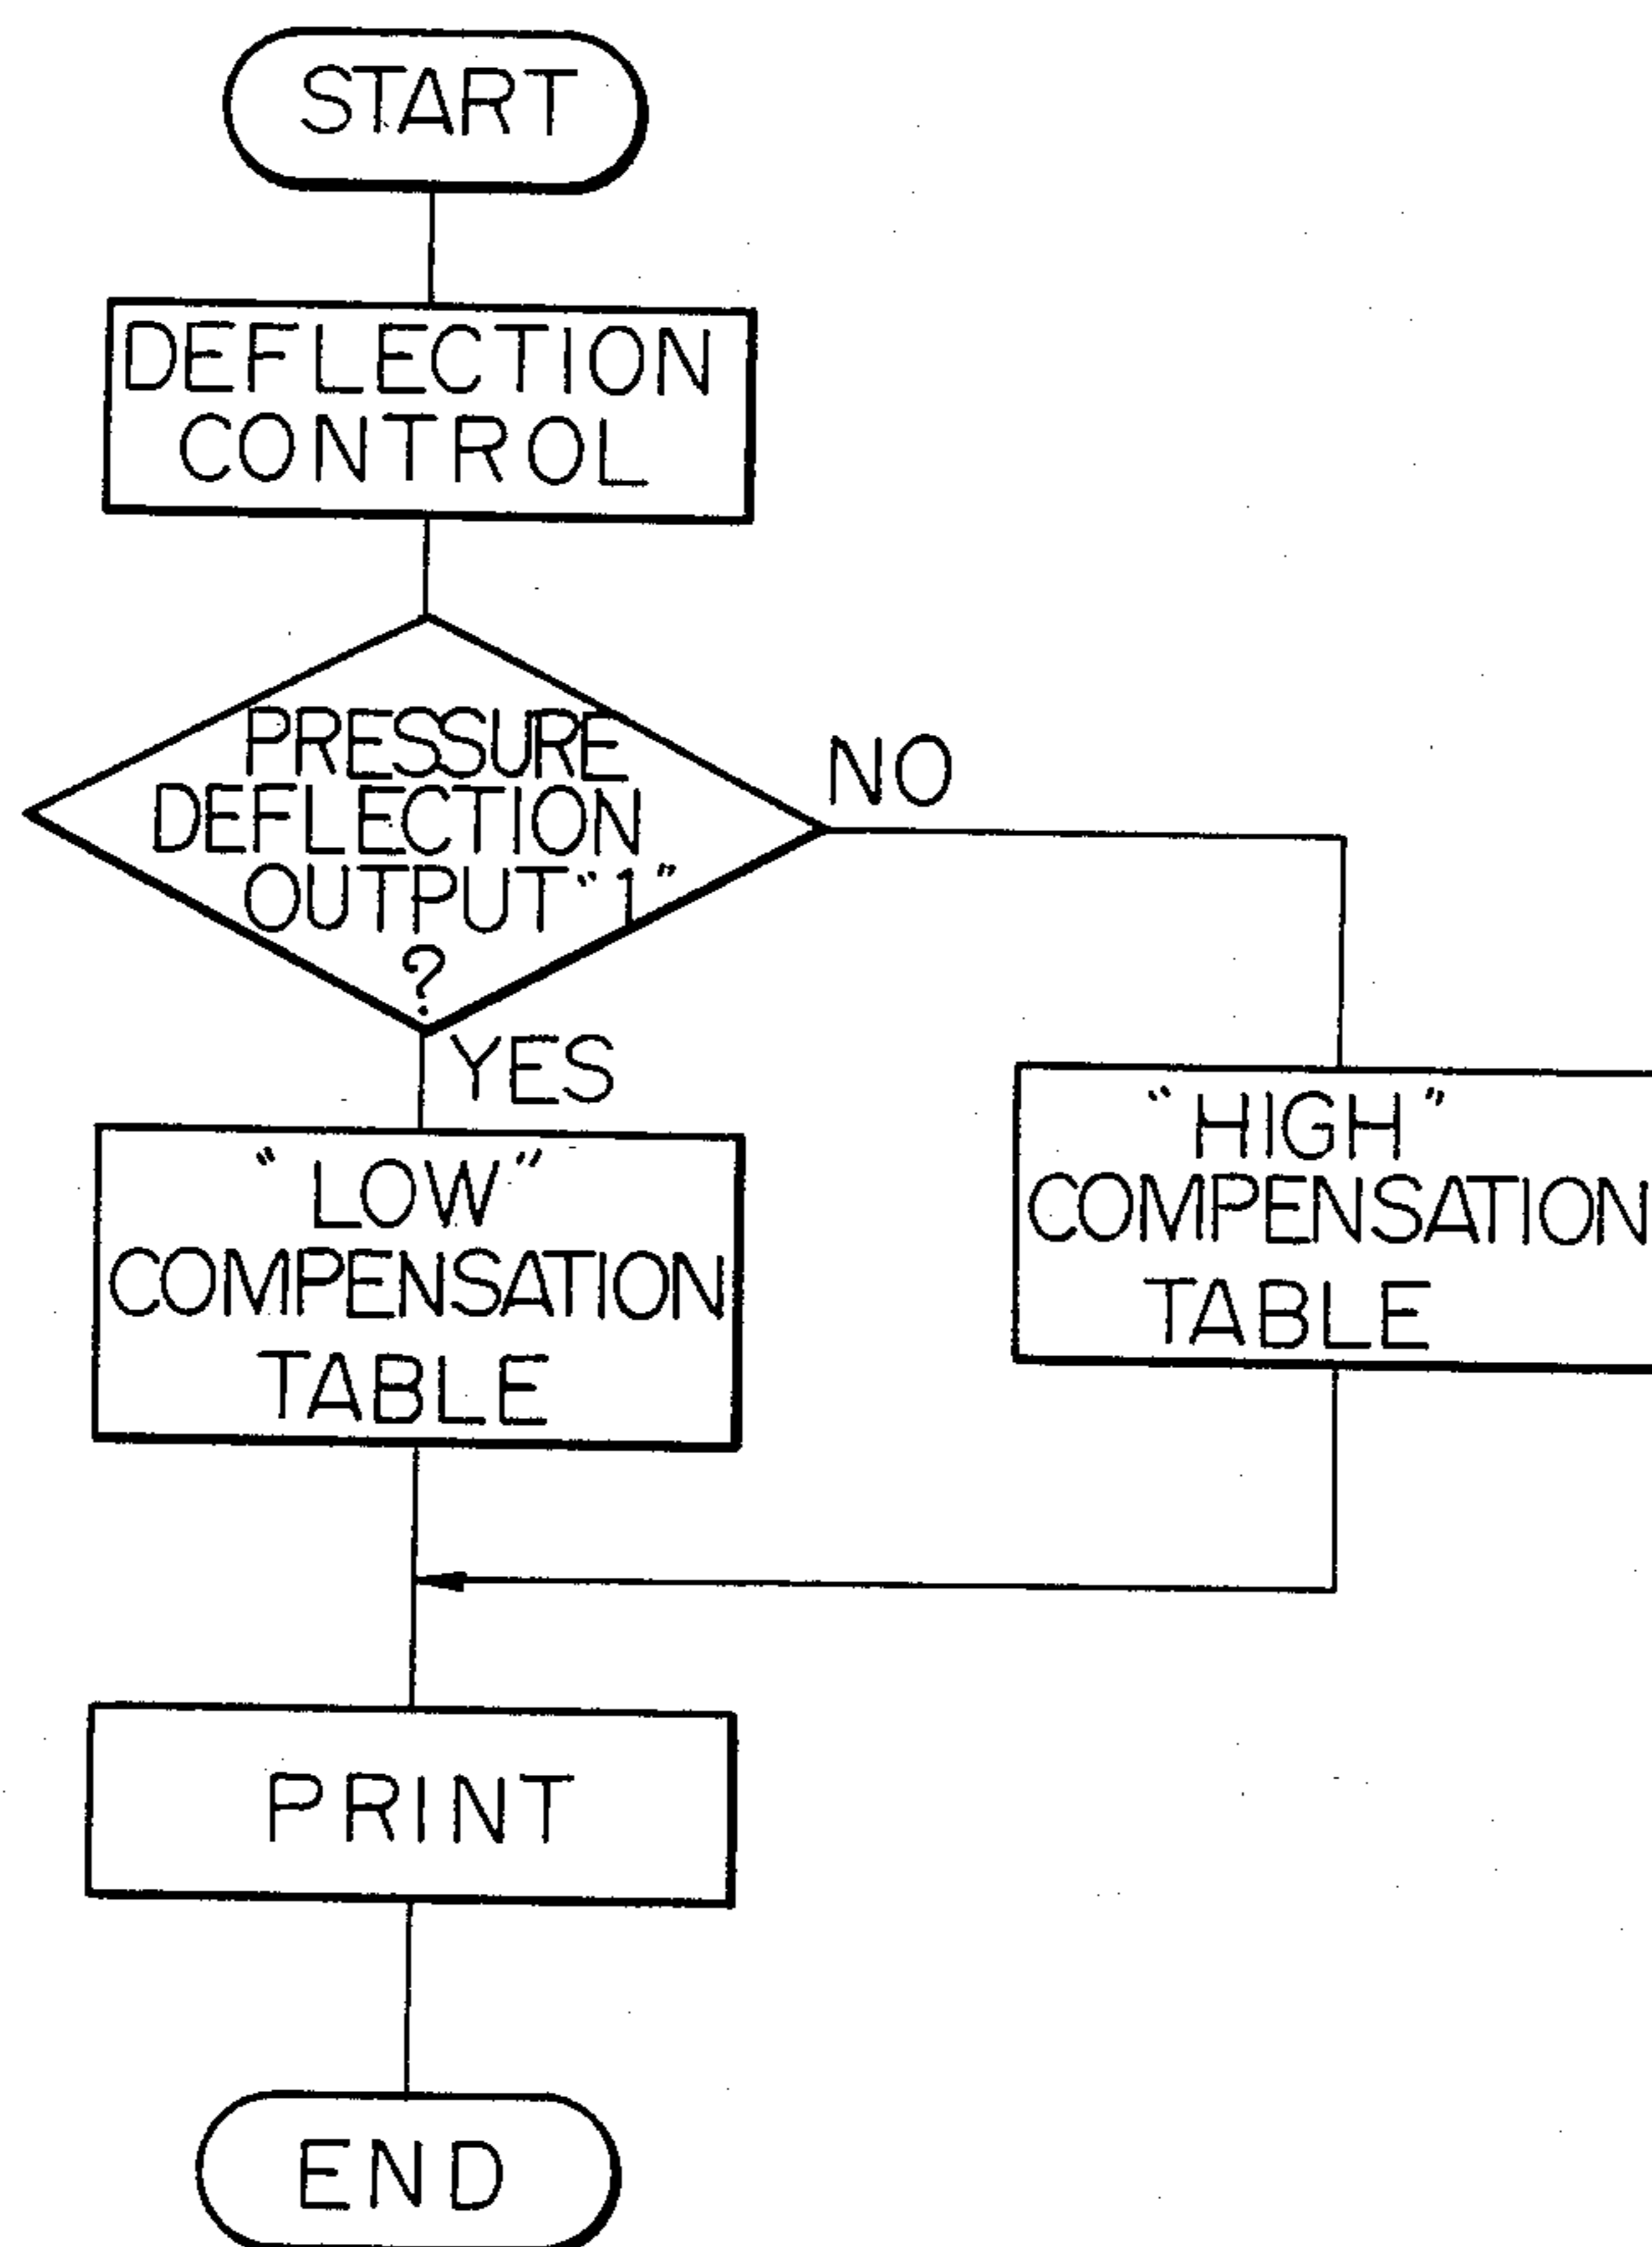 START
DEFLECTION
CONTROL
PRESSURE
DEFLECTION
OUTPUT "1"
?
NO
YES
"LOW"
COMPENSATION
TABLE
"HIGH"
COMPENSATION
TABLE
PRINT
END